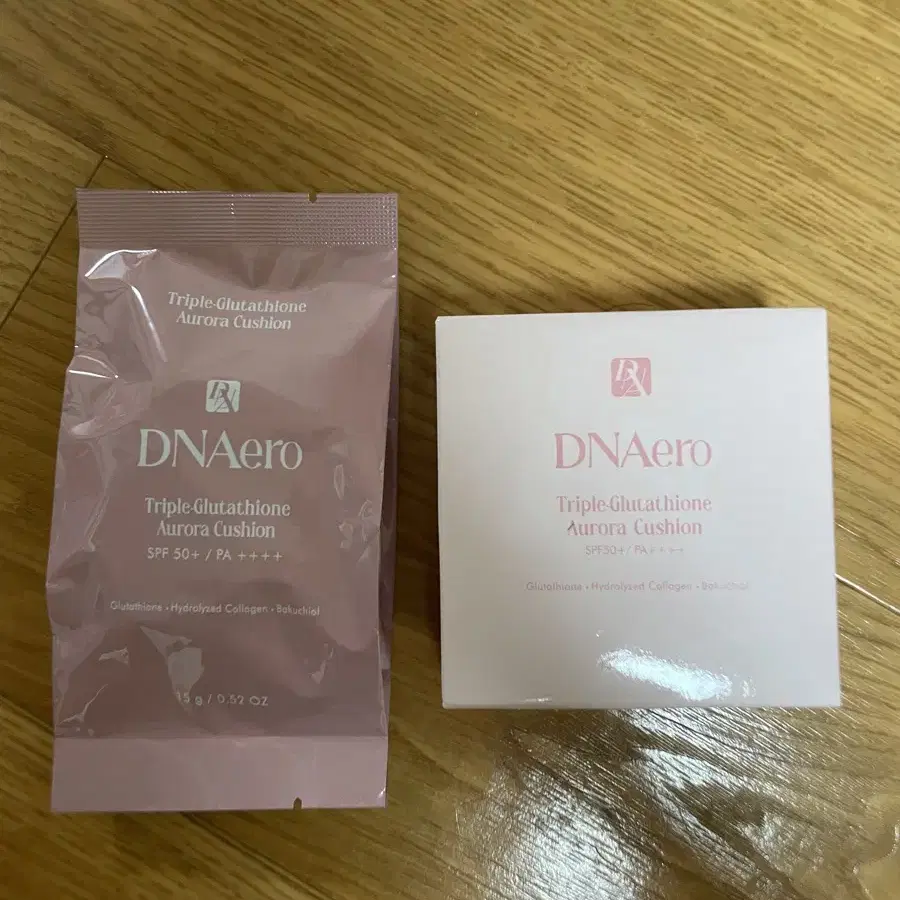 Triple-Glutathione
Aurora Cushion
DNAero
Triple-Glutathione
Aurora Cushion
SPF 50+ / PA ++++
Glutathione • Hydrolyzed Collagen • Bakuchiol
15 g / 0.52 OZ
DNAero
Triple-Glutathione
Aurora Cushion
SPF50+ / PA++++
Glutathione • Hydrolyzed Collagen • Bakuchiol